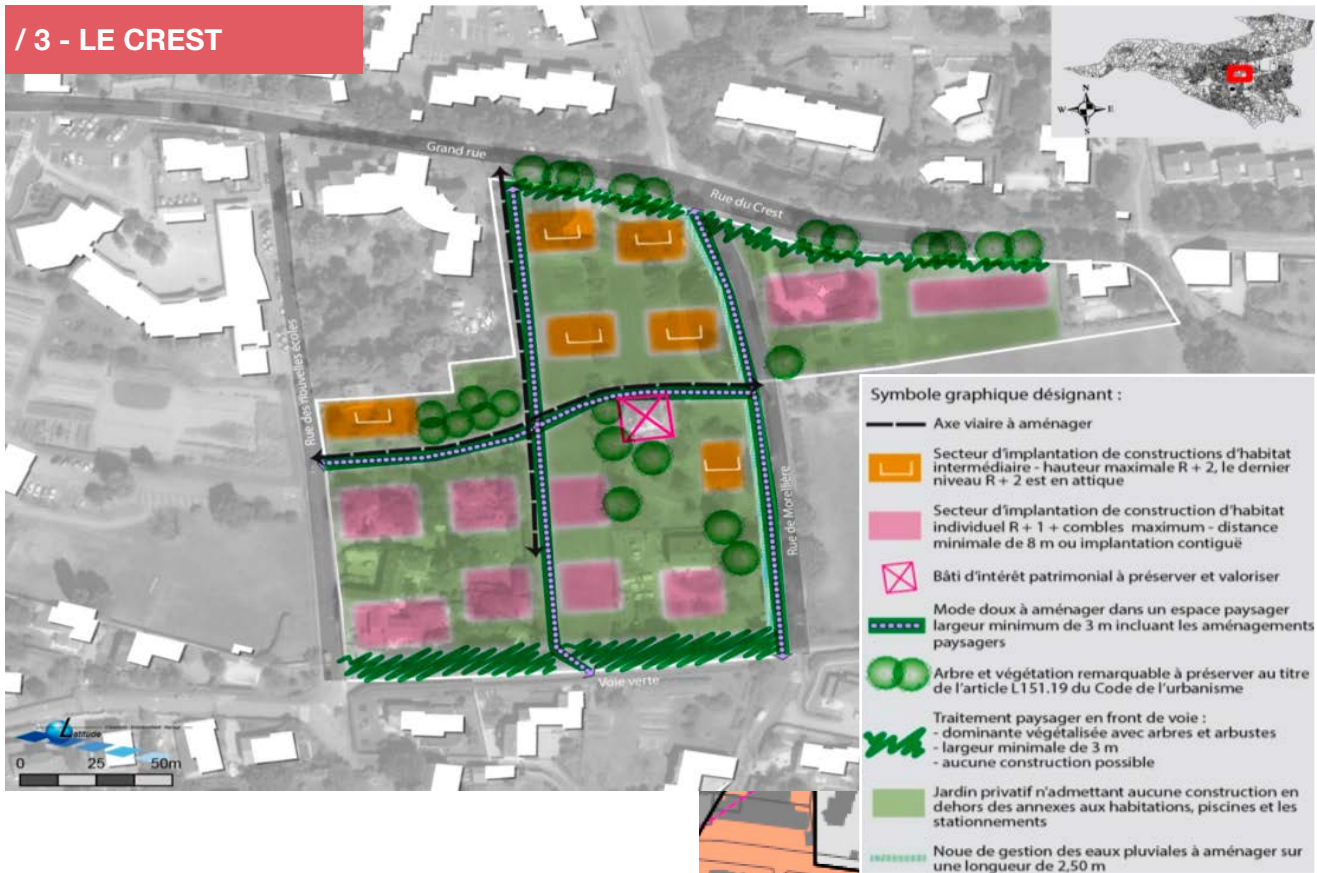 / 3 - LE CREST
N
W E
S
Grand rue
Rue du Crest
Rue des nouvelles écoles
Rue de Morellière
Voie verte
Latitude
0 25 50m
Symbole graphique désignant :
Axe viaire à aménager
Secteur d'implantation de constructions d'habitat
intermédiaire - hauteur maximale R + 2, le dernier
niveau R + 2 est en attique
Secteur d'implantation de construction d'habitat
individuel R + 1 + combles maximum - distance
minimale de 8 m ou implantation contiguë
Bâti d'intérêt patrimonial à préserver et valoriser
Mode doux à aménager dans un espace paysager
largeur minimum de 3 m incluant les aménagements
paysagers
Arbre et végétation remarquable à préserver au titre
de l'article L151.19 du Code de l'urbanisme
Traitement paysager en front de voie :
- dominante végétalisée avec arbres et arbustes
- largeur minimale de 3 m
- aucune construction possible
Jardin privatif n'admettant aucune construction en
dehors des annexes aux habitations, piscines et les
stationnements
Noue de gestion des eaux pluviales à aménager sur
une longueur de 2,50 m